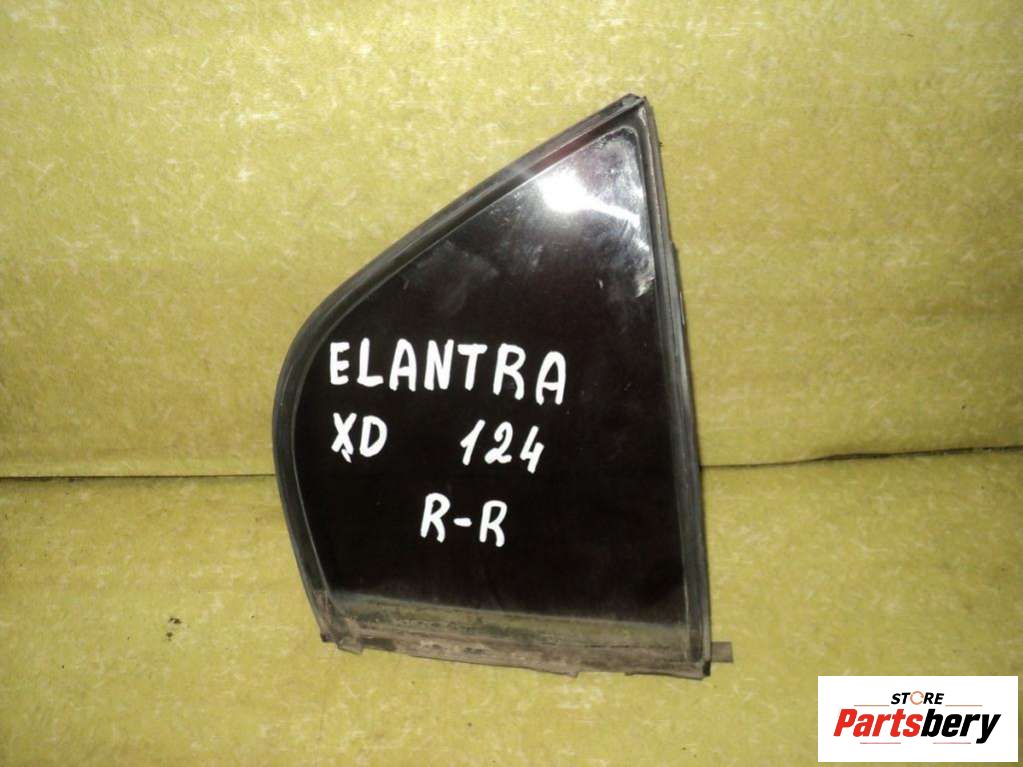 ELANTRA
XD 124
R-R
STORE
Partsbery